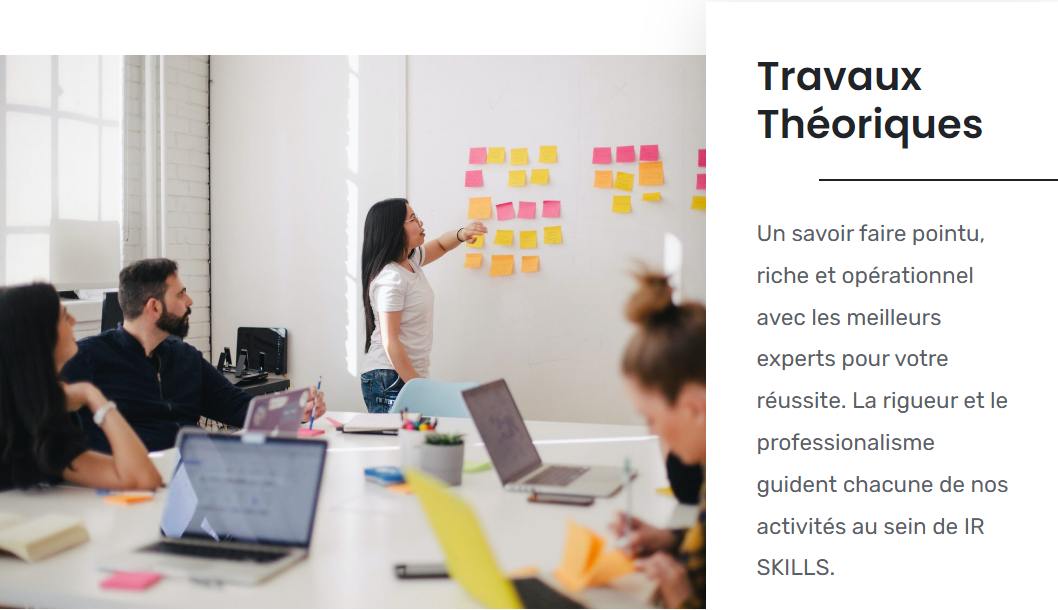 Travaux
Théoriques
Un savoir faire pointu,
riche et opérationnel
avec les meilleurs
experts pour votre
réussite. La rigueur et le
professionalisme
guident chacune de nos
activités au sein de IR
SKILLS.